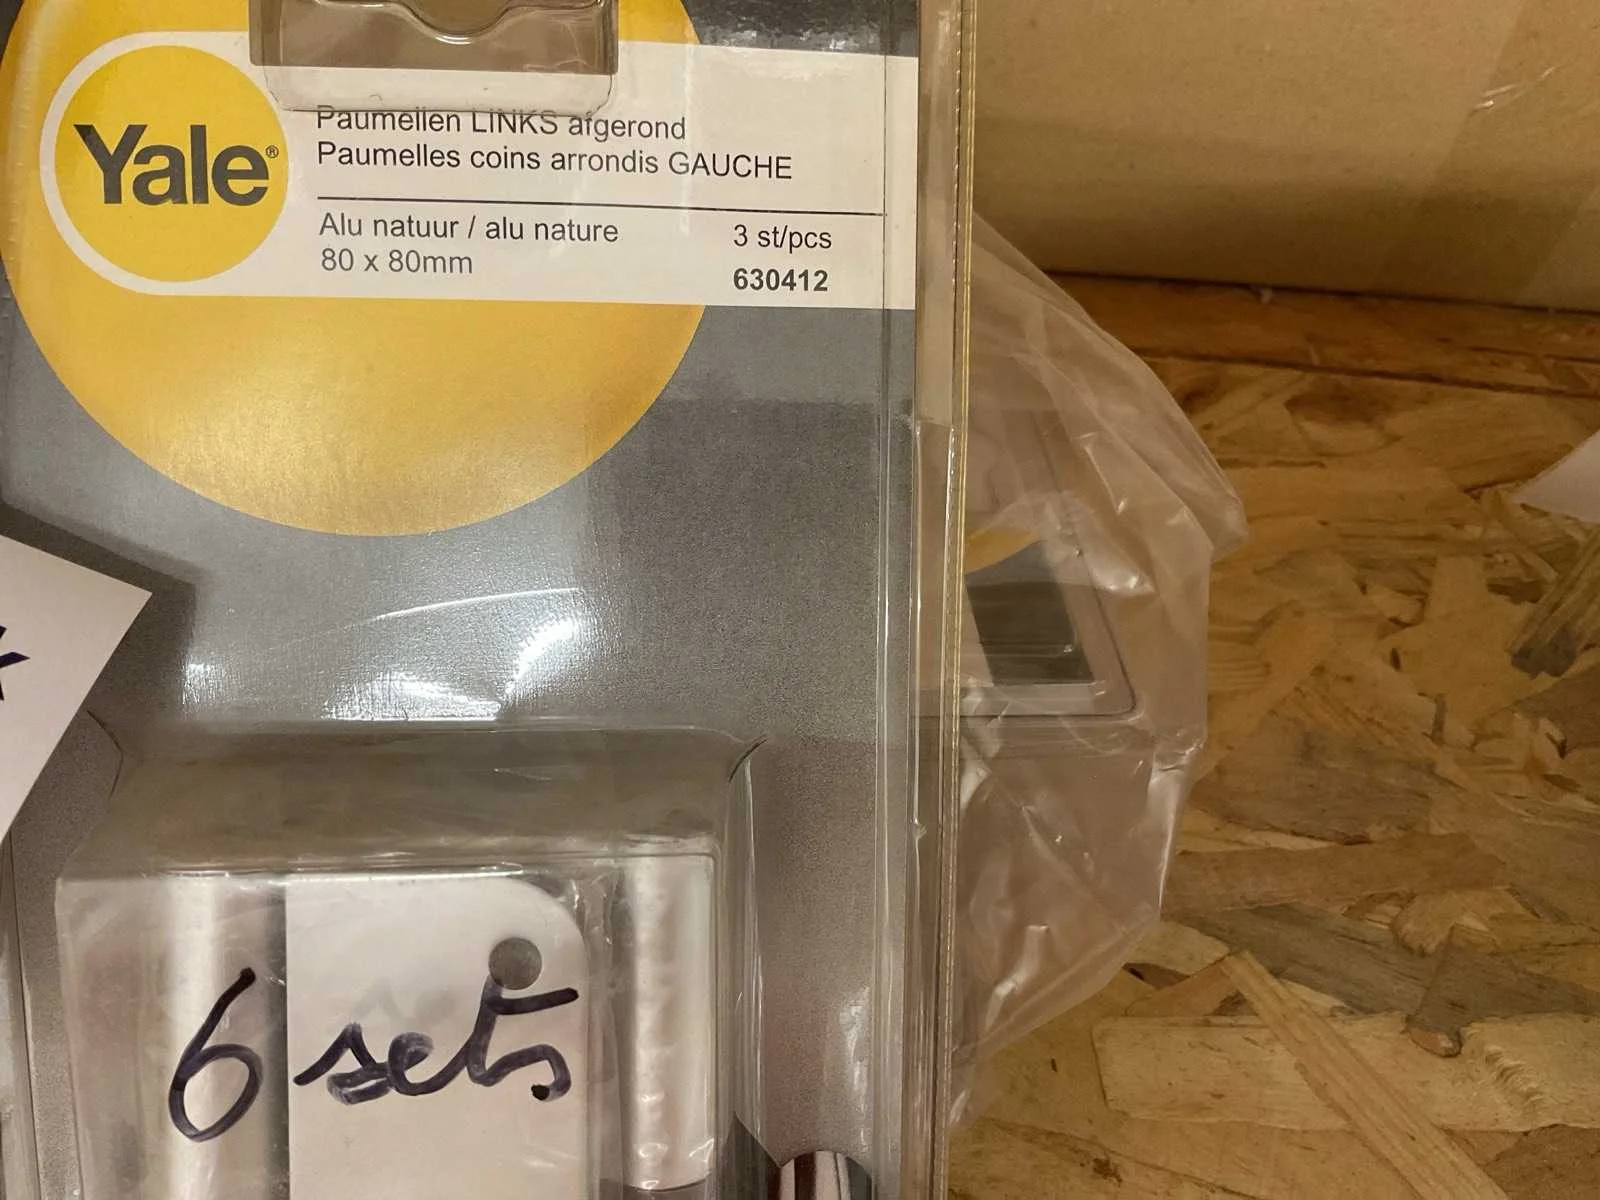 Yale®
Paumellen LINKS afgerond
Paumelles coins arrondis GAUCHE
Alu natuur / alu nature
80 x 80mm
3 st/pcs
630412
6 sets